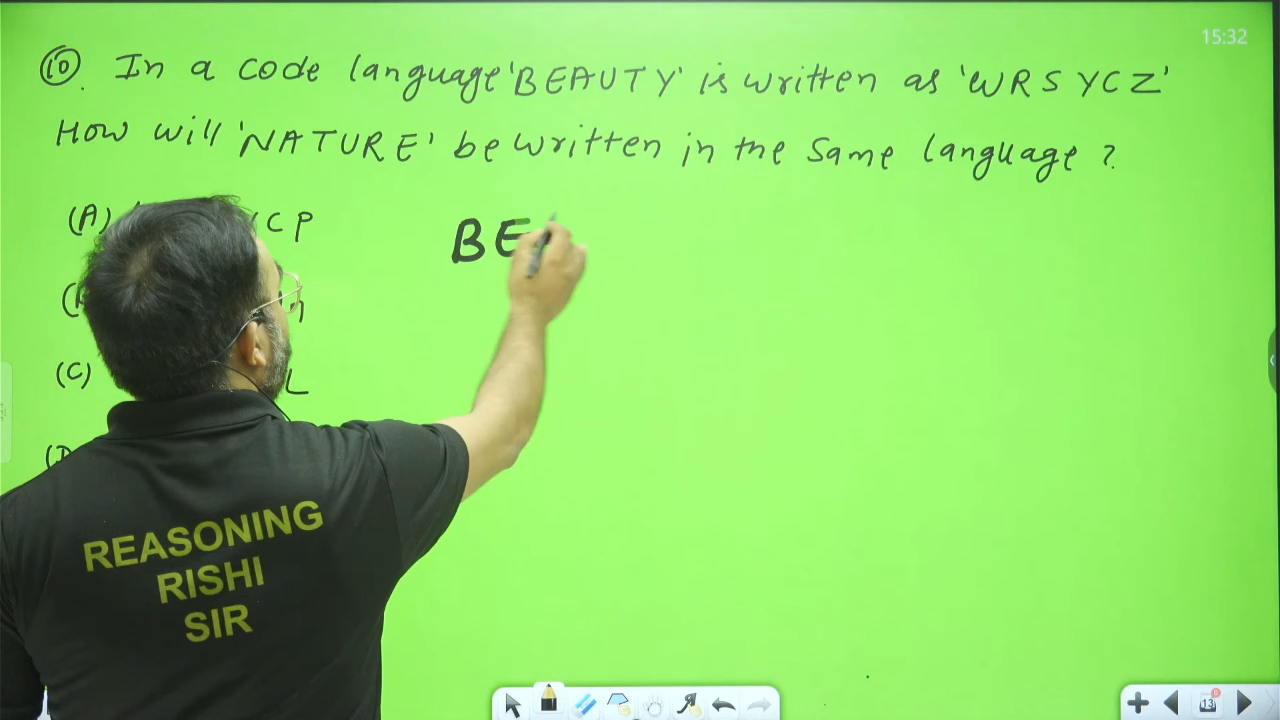 15:32
(10) In a code language 'BEAUTY' is written as 'WRSYCZ'
How will 'NATURE' be written in the same language ?
(A) CP
BE
(C) L
REASONING
RISHI
SIR
13